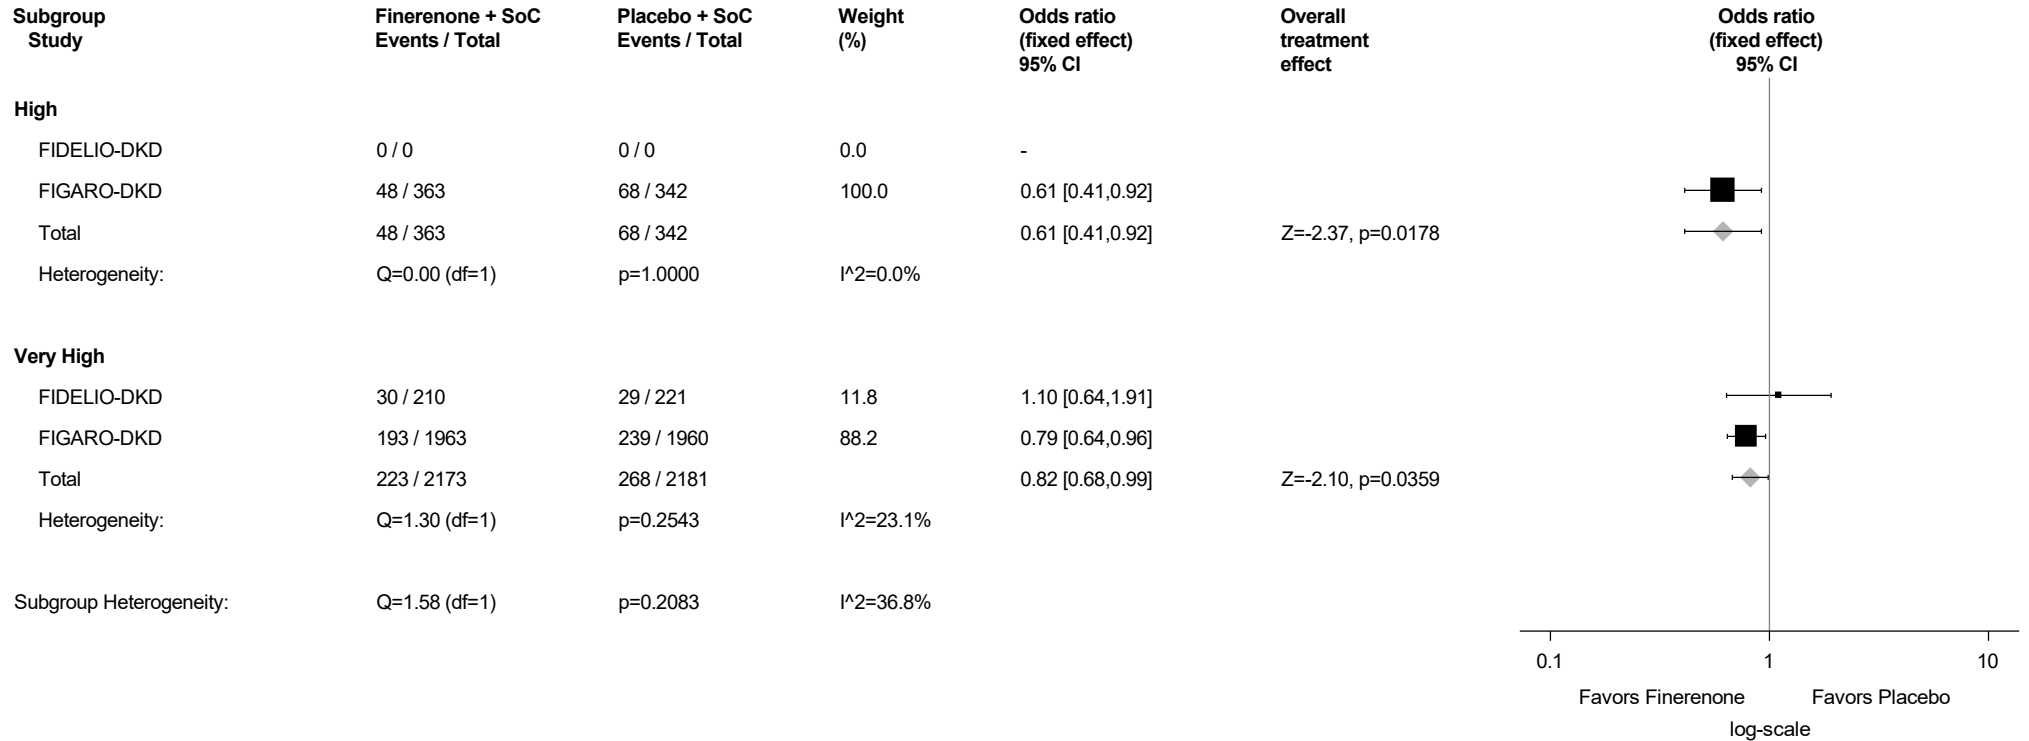 Subgroup Finerenone + SoC Placebo + SoC Weight Odds ratio Overall Odds ratio
Study Events / Total Events / Total (%) (fixed effect) treatment (fixed effect)
95% CI effect 95% CI
High
FIDELIO-DKD 0 / 0 0 / 0 0.0 -
FIGARO-DKD 48 / 363 68 / 342 100.0 0.61 [0.41,0.92]
Total 48 / 363 68 / 342 0.61 [0.41,0.92] Z=-2.37, p=0.0178
Heterogeneity: Q=0.00 (df=1) p=1.0000 I^2=0.0%
Very High
FIDELIO-DKD 30 / 210 29 / 221 11.8 1.10 [0.64,1.91]
FIGARO-DKD 193 / 1963 239 / 1960 88.2 0.79 [0.64,0.96]
Total 223 / 2173 268 / 2181 0.82 [0.68,0.99] Z=-2.10, p=0.0359
Heterogeneity: Q=1.30 (df=1) p=0.2543 I^2=23.1%
Subgroup Heterogeneity: Q=1.58 (df=1) p=0.2083 I^2=36.8%
0.1 1 10
Favors Finerenone Favors Placebo
log-scale